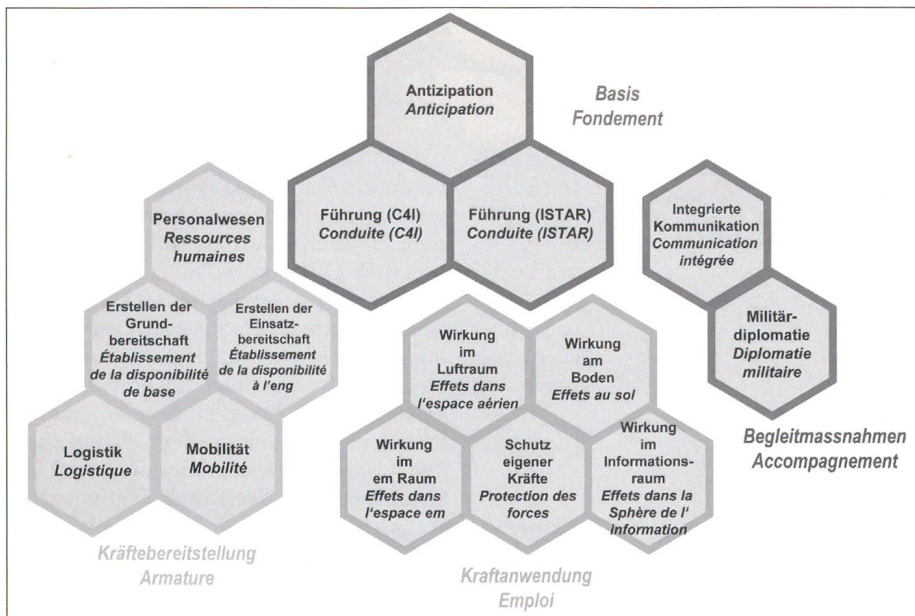 Antizipation
Anticipation
Basis
Fondement
Führung (C4I)
Conduite (C4I)
Führung (ISTAR)
Conduite (ISTAR)
Personalwesen
Ressources
humaines
Erstellen der
Grund-
bereitschaft
Établissement
de la disponibilité
de base
Erstellen der
Einsatz-
bereitschaft
Établissement
de la disponibilité
à l'eng
Logistik
Logistique
Mobilität
Mobilité
Kräftebereitstellung
Armature
Wirkung
im
Luftraum
Effets dans
l'espace aérien
Wirkung
am
Boden
Effets au sol
Wirkung
im
em Raum
Effets dans
l'espace em
Schutz
eigener
Kräfte
Protection des
forces
Wirkung
im
Informations-
raum
Effets dans la
Sphère de l'
information
Kraftanwendung
Emploi
Integrierte
Kommunikation
Communication
intégrée
Militär-
diplomatie
Diplomatie
militaire
Begleitmassnahmen
Accompagnement